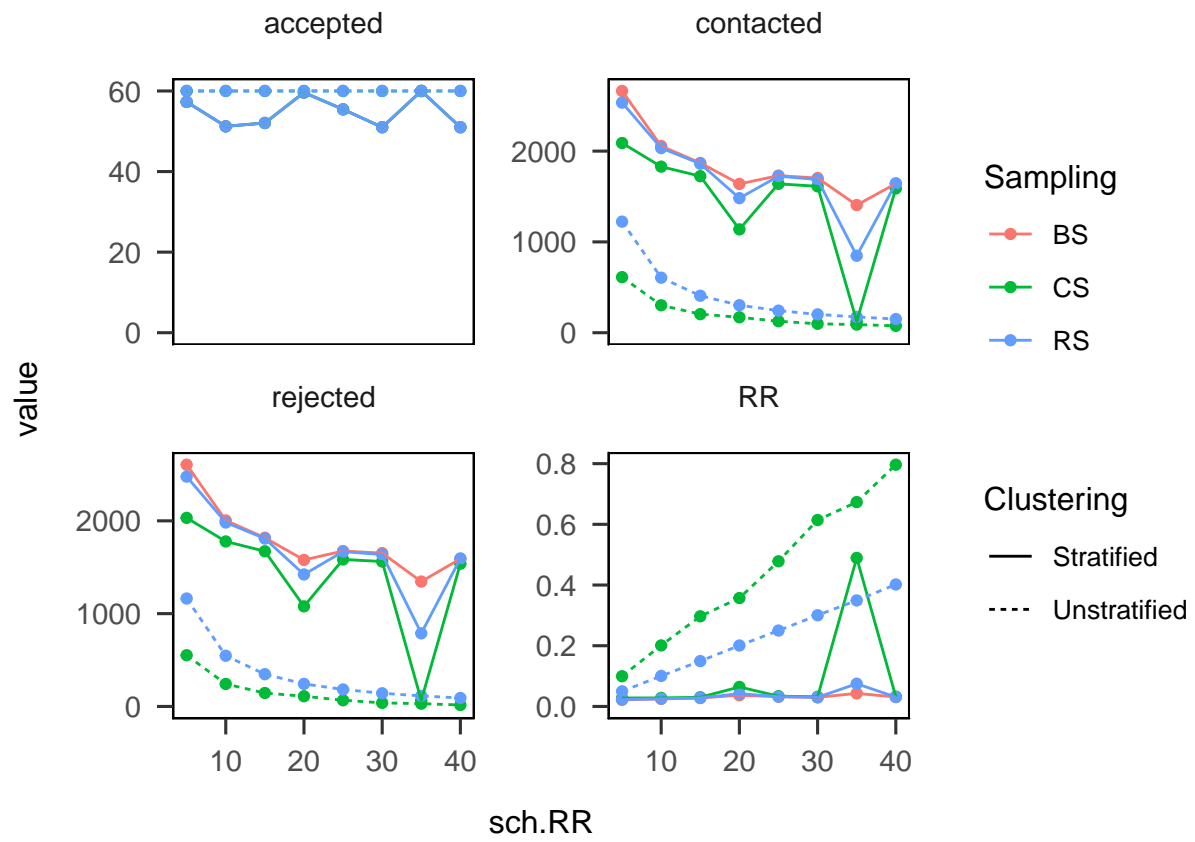 accepted
contacted
60
40
20
0
2000
1000
0
rejected
RR
2000
1000
0
10
20
30
40
0.8
0.6
0.4
0.2
0.0
10
20
30
40
value
sch.RR
Sampling
BS
CS
RS
Clustering
Stratified
Unstratified